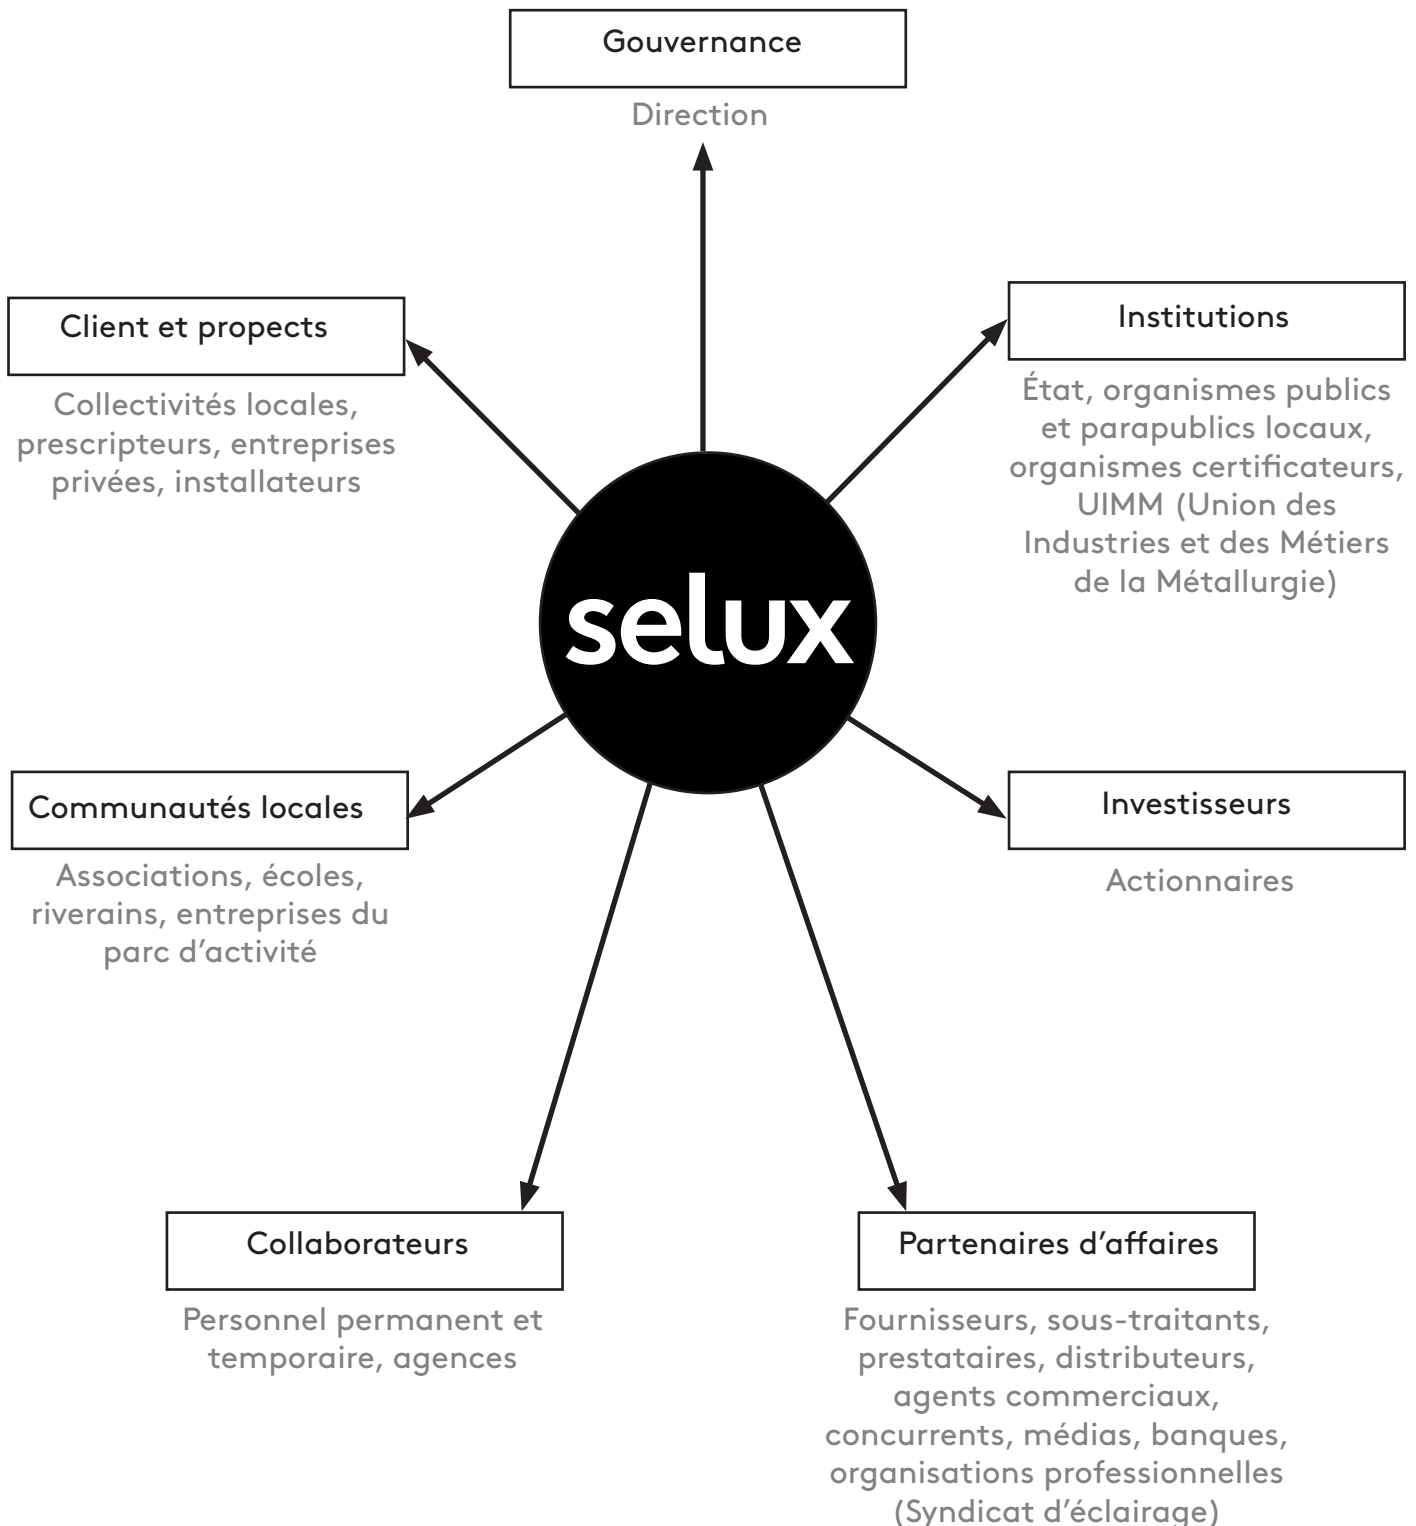 Gouvernance
Direction
Client et propects
Collectivités locales,
prescripteurs, entreprises
privées, installateurs
Institutions
État, organismes publics
et parapublics locaux,
organismes certificateurs,
UIMM (Union des
Industries et des Métiers
de la Métallurgie)
selux
Communautés locales
Associations, écoles,
riverains, entreprises du
parc d'activité
Investisseurs
Actionnaires
Collaborateurs
Personnel permanent et
temporaire, agences
Partenaires d'affaires
Fournisseurs, sous-traitants,
prestataires, distributeurs,
agents commerciaux,
concurrents, médias, banques,
organisations professionnelles
(Syndicat d'éclairage)